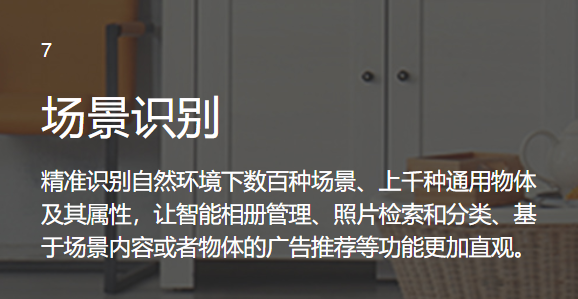 7
场景识别
精准识别自然环境下数百种场景、上千种通用物体
及其属性，让智能相册管理、照片检索和分类、基
于场景内容或者物体的广告推荐等功能更加直观。